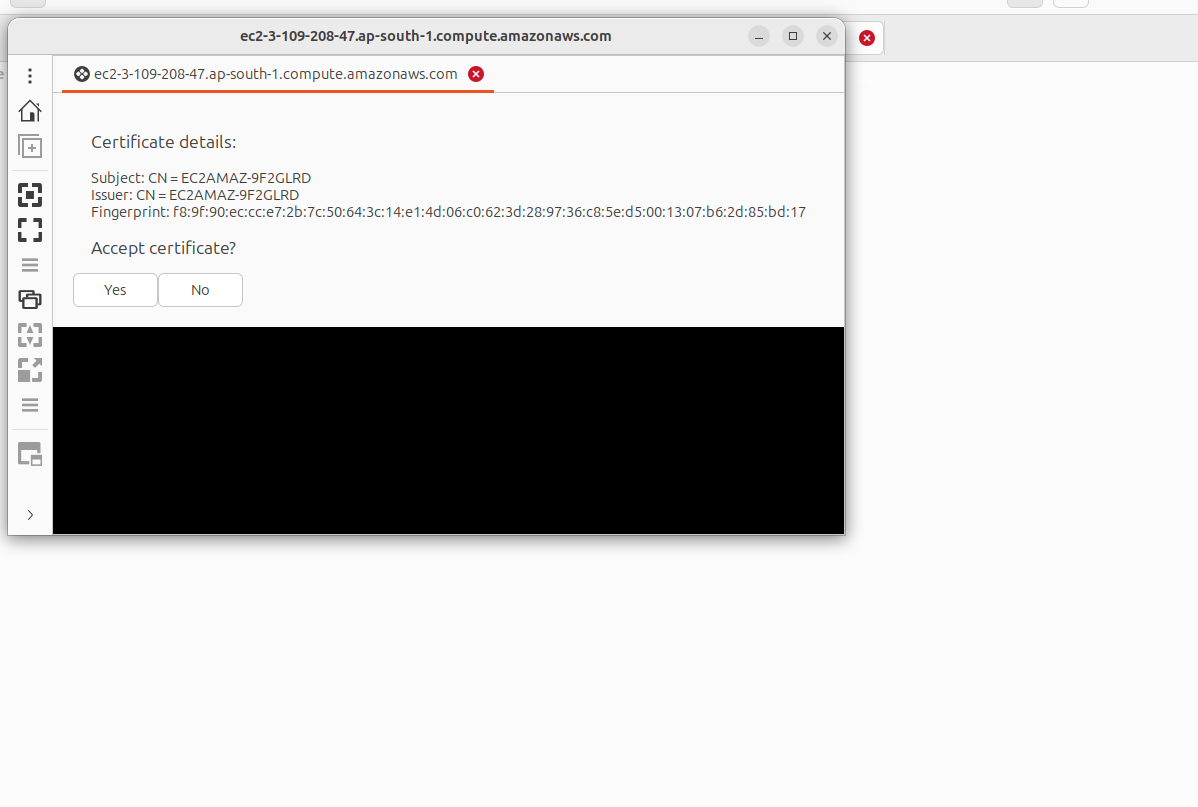 ec2-3-109-208-47.ap-south-1.compute.amazonaws.com
ec2-3-109-208-47.ap-south-1.compute.amazonaws.com
Certificate details:
Subject: CN = EC2AMAZ-9F2GLRD
Issuer: CN = EC2AMAZ-9F2GLRD
Fingerprint: f8:9f:90:ec:cc:e7:2b:7c:50:64:3c:14:e1:4d:06:c0:62:3d:28:97:36:c8:5e:d5:00:13:07:b6:2d:85:bd:17
Accept certificate?
Yes No